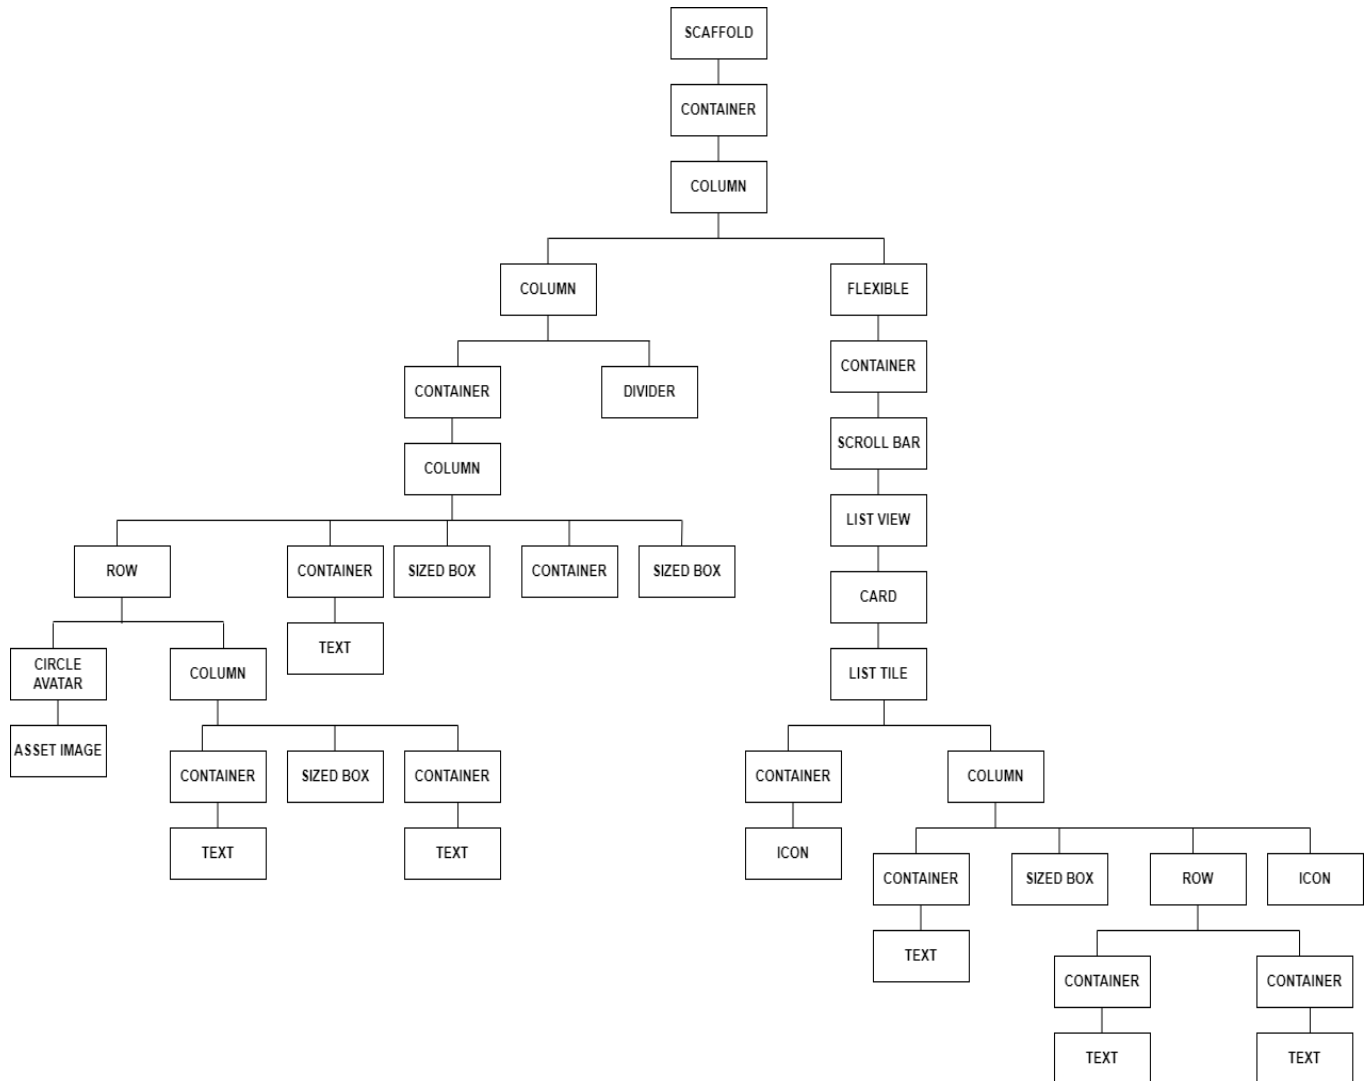 SCAFFOLD
CONTAINER
COLUMN
COLUMN
FLEXIBLE
CONTAINER
DIVIDER
CONTAINER
COLUMN
SCROLL BAR
LIST VIEW
ROW
CONTAINER
SIZED BOX
CONTAINER
SIZED BOX
CARD
TEXT
CIRCLE
AVATAR
COLUMN
LIST TILE
ASSET IMAGE
CONTAINER
SIZED BOX
CONTAINER
CONTAINER
COLUMN
TEXT
TEXT
ICON
CONTAINER
SIZED BOX
ROW
ICON
TEXT
CONTAINER
CONTAINER
TEXT
TEXT